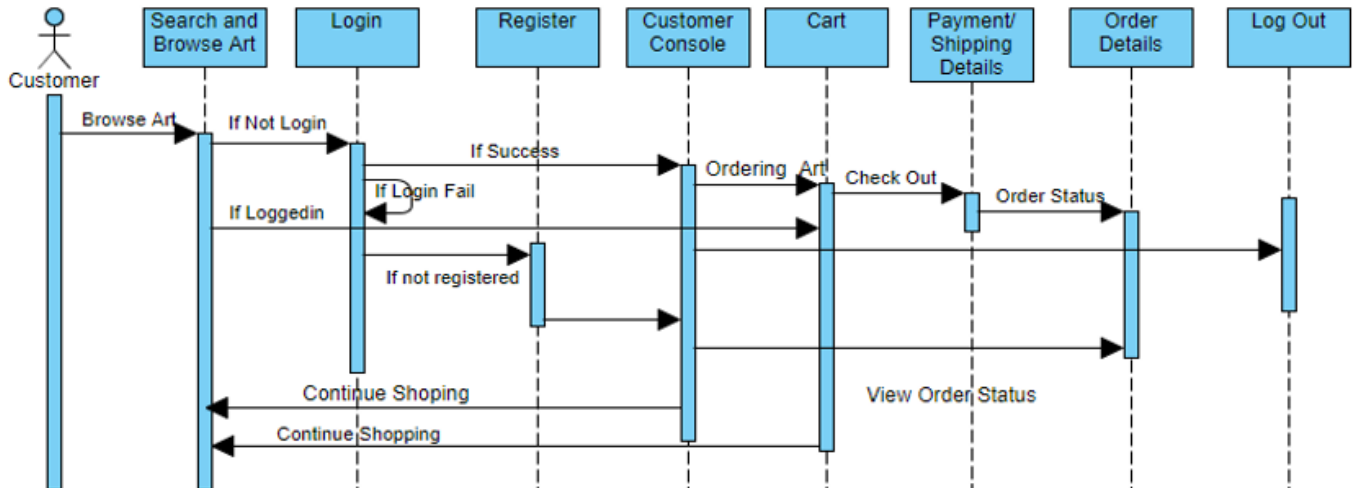 Search and
Browse Art
Login
Register
Customer
Console
Cart
Payment/
Shipping
Details
Order
Details
Log Out
Customer
Browse Art
If Not Login
If Success
Ordering Art
Check Out
If Login Fail
Order Status
If Loggedin
If not registered
Continue Shoping
View Order Status
Continue Shopping